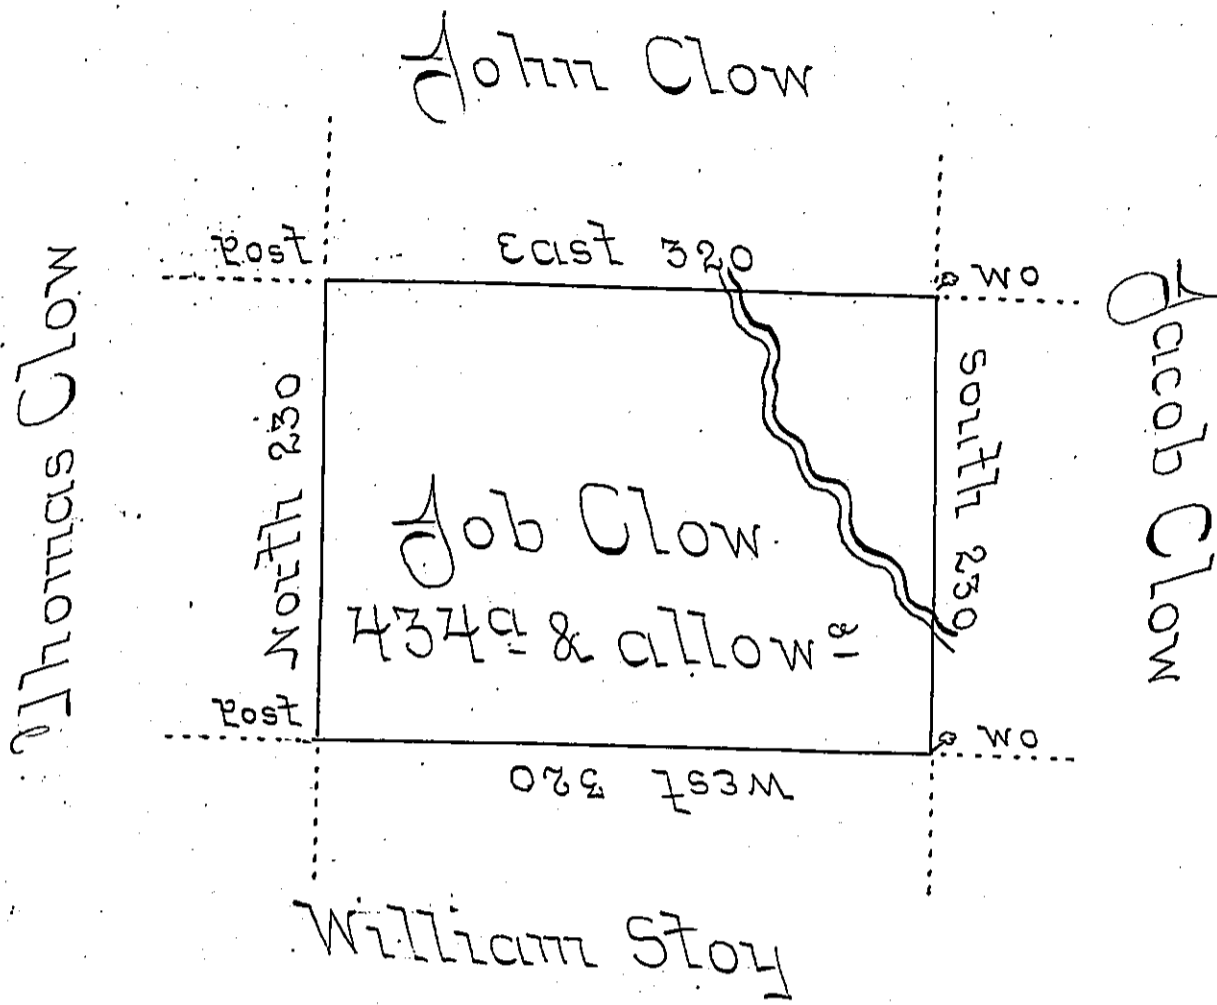 John Clow
Post
East 320
WO
Thomas Clow
North 230
South 230
Jacob Clow
Job Clow
434a & allowa
Post
WO
West 320
William Stoy